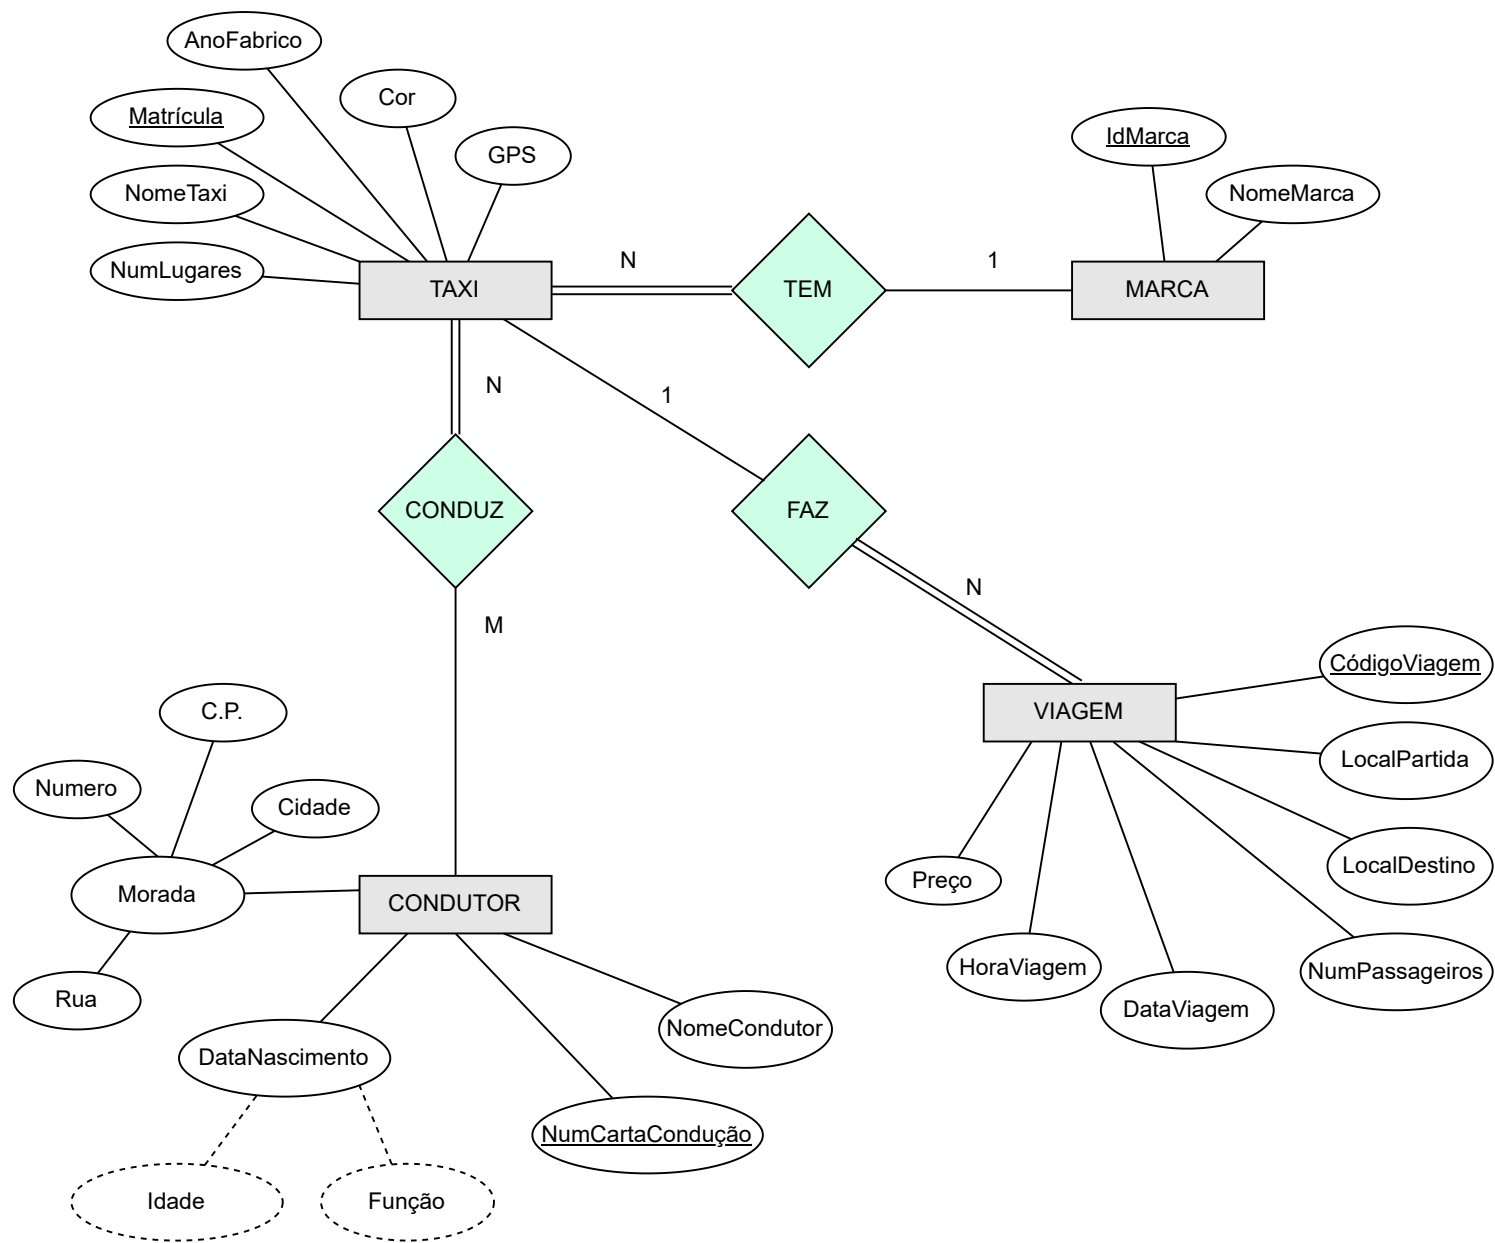 AnoFabrico
Cor
Matrícula
GPS
IdMarca
NomeTaxi
NomeMarca
NumLugares
TAXI
N
TEM
1
MARCA
N
1
CONDUZ
FAZ
N
M
CódigoViagem
C.P.
VIAGEM
LocalPartida
Numero
Cidade
LocalDestino
Preço
Morada
CONDUTOR
HoraViagem
NumPassageiros
Rua
DataViagem
NomeCondutor
DataNascimento
NumCartaCondução
Idade
Função